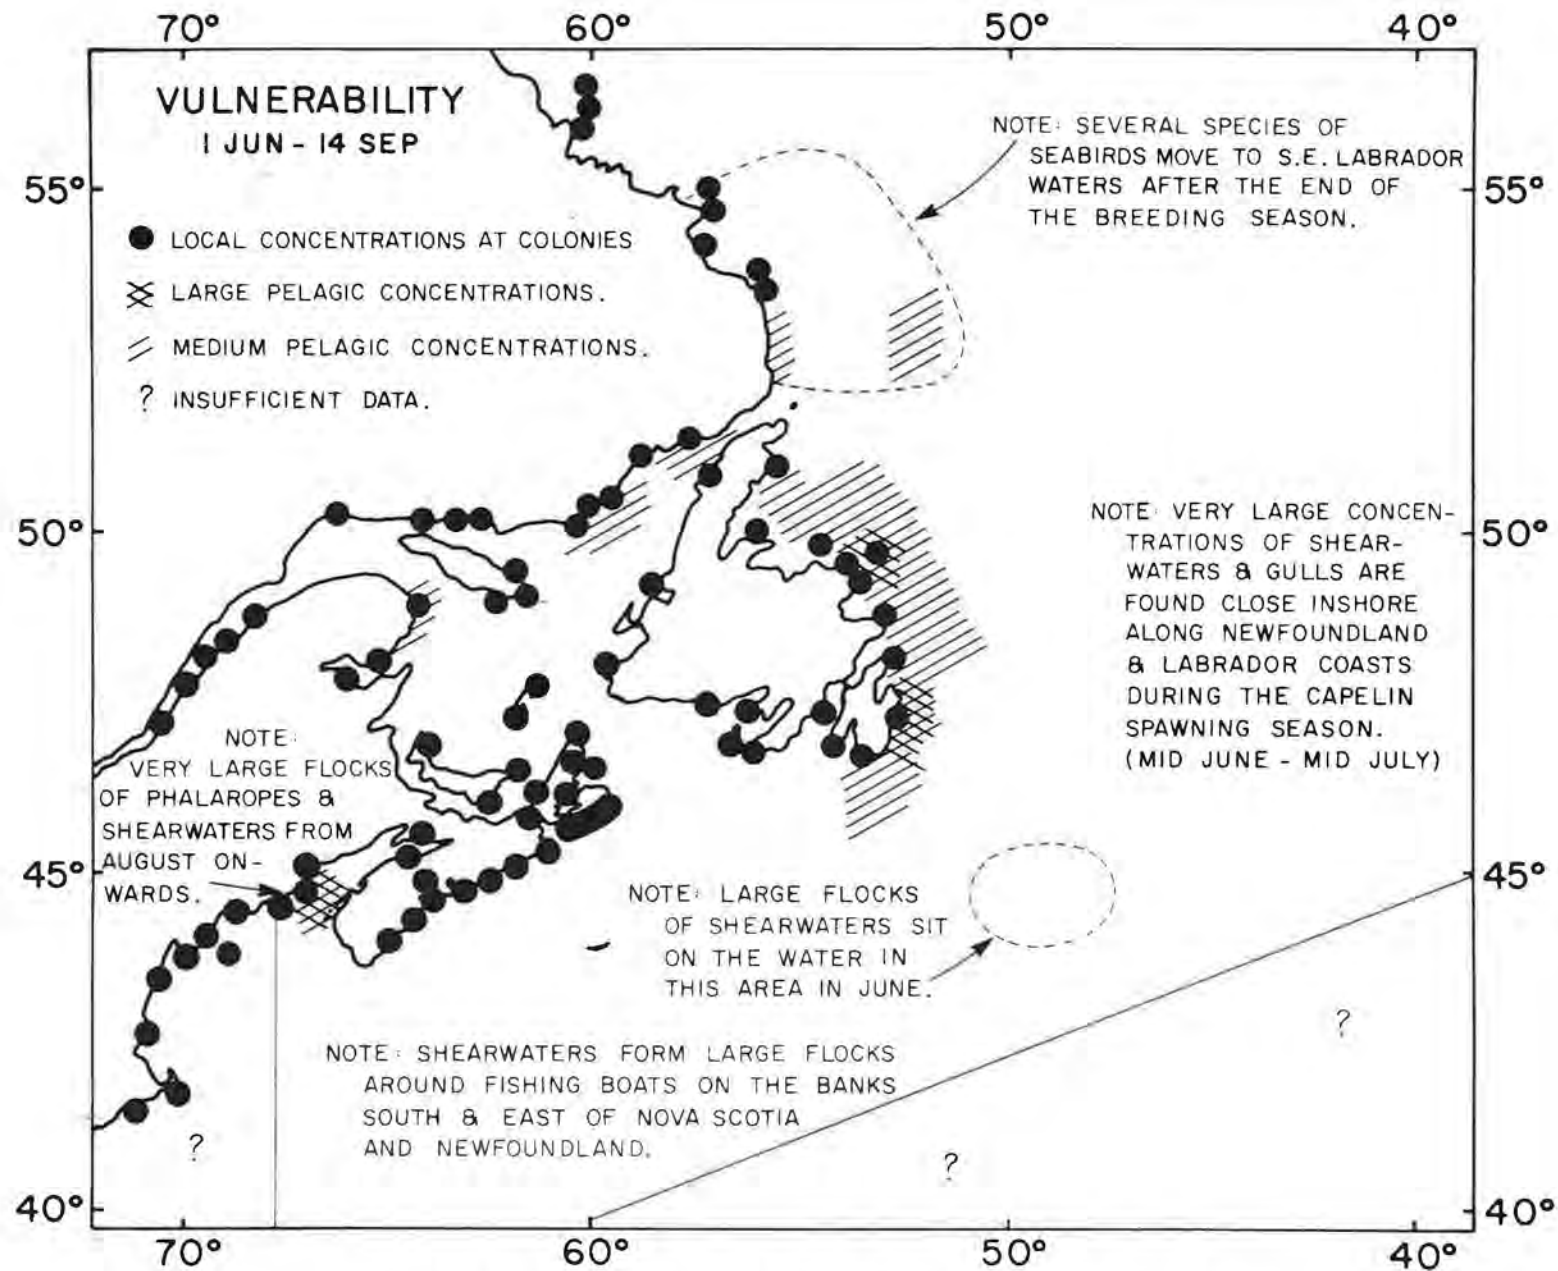 70° 60° 50° 40°
VULNERABILITY
1 JUN - 14 SEP
55°
55°
● LOCAL CONCENTRATIONS AT COLONIES
LARGE PELAGIC CONCENTRATIONS.
MEDIUM PELAGIC CONCENTRATIONS.
? INSUFFICIENT DATA.
NOTE: SEVERAL SPECIES OF
SEABIRDS MOVE TO S.E. LABRADOR
WATERS AFTER THE END OF
THE BREEDING SEASON.
50°
50°
NOTE: VERY LARGE CONCEN-
TRATIONS OF SHEAR-
WATERS & GULLS ARE
FOUND CLOSE INSHORE
ALONG NEWFOUNDLAND
& LABRADOR COASTS
DURING THE CAPELIN
SPAWNING SEASON.
(MID JUNE - MID JULY)
NOTE:
VERY LARGE FLOCKS
OF PHALAROPES &
SHEARWATERS FROM
AUGUST ON-
WARDS.
45°
45°
NOTE: LARGE FLOCKS
OF SHEARWATERS SIT
ON THE WATER IN
THIS AREA IN JUNE.
NOTE: SHEARWATERS FORM LARGE FLOCKS
AROUND FISHING BOATS ON THE BANKS
SOUTH & EAST OF NOVA SCOTIA
AND NEWFOUNDLAND.
?
?
?
40°
40°
70° 60° 50° 40°